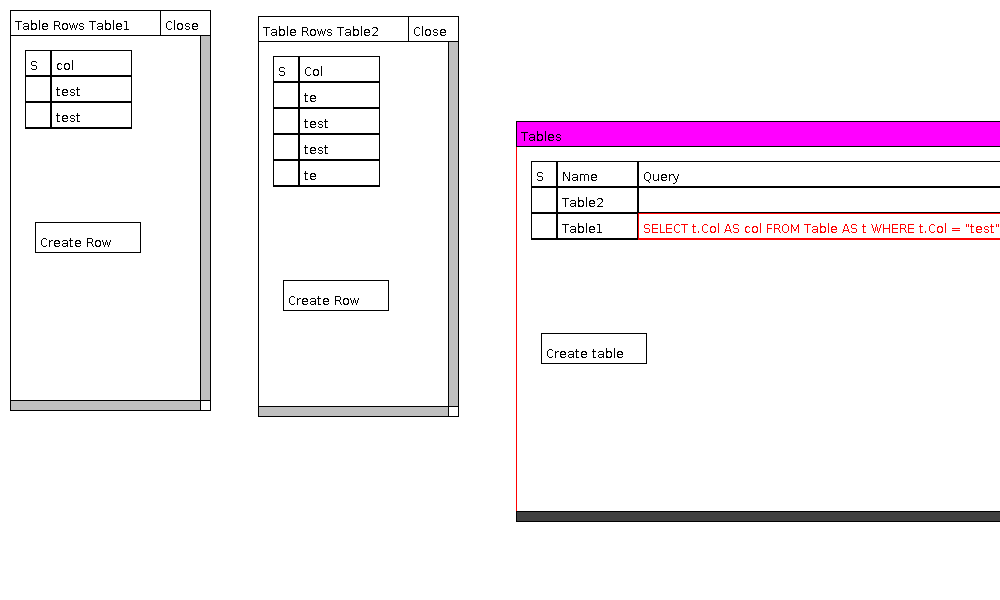 Table Rows Table1 Close
S col
test
test
Create Row
Table Rows Table2 Close
S Col
te
test
test
te
Create Row
Tables
S Name Query
Table2
Table1 SELECT t.Col AS col FROM Table AS t WHERE t.Col = "test"
Create table